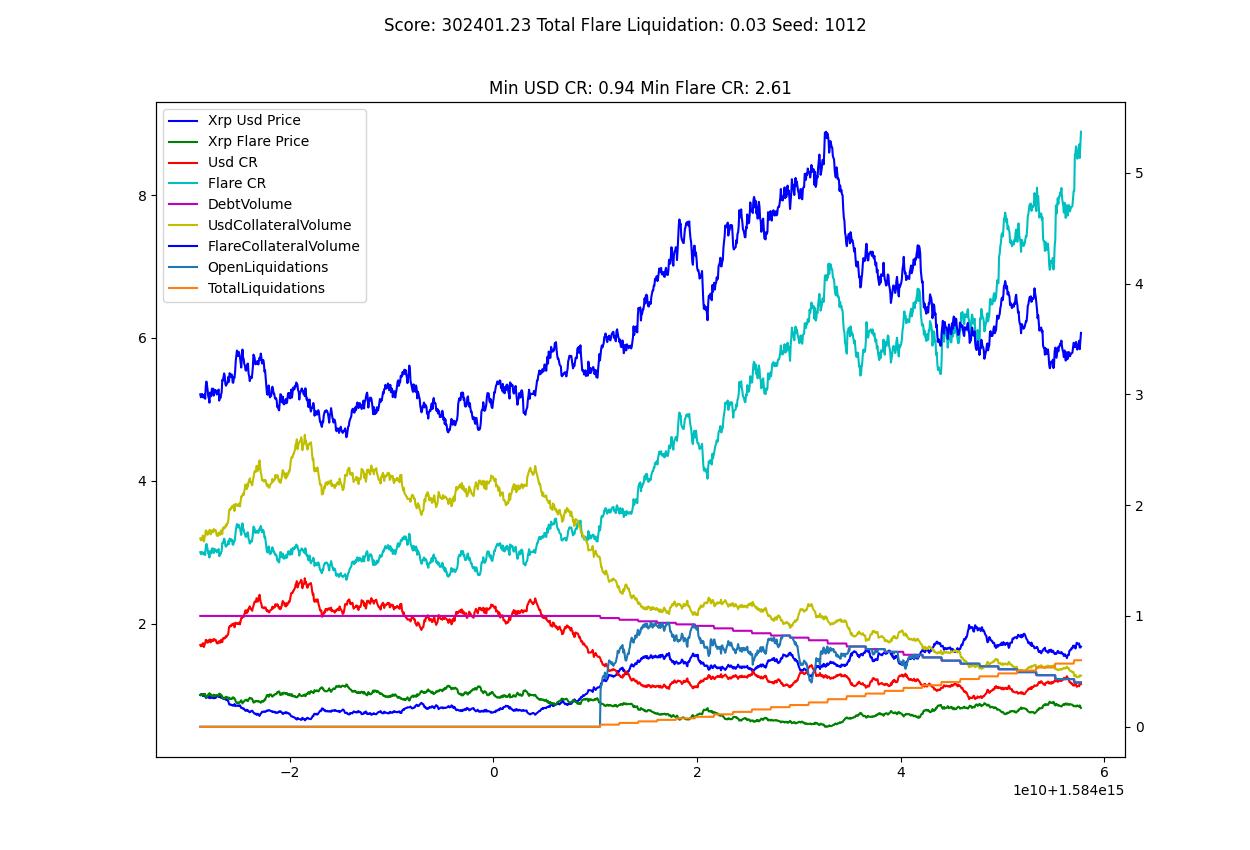 Score: 302401.23 Total Flare Liquidation: 0.03 Seed: 1012
Min USD CR: 0.94 Min Flare CR: 2.61
Xrp Usd Price
Xrp Flare Price
Usd CR
Flare CR
DebtVolume
UsdCollateralVolume
FlareCollateralVolume
OpenLiquidations
TotalLiquidations
8
6
4
2
5
4
3
2
1
0
−2
0
2
4
6
1e10+1.584e15